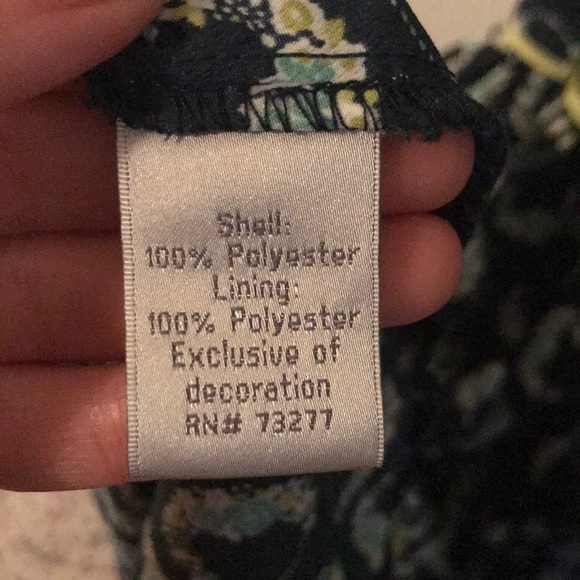 Shell:
100% Polyester
Lining:
100% Polyester
Exclusive of
decoration
RN# 73277